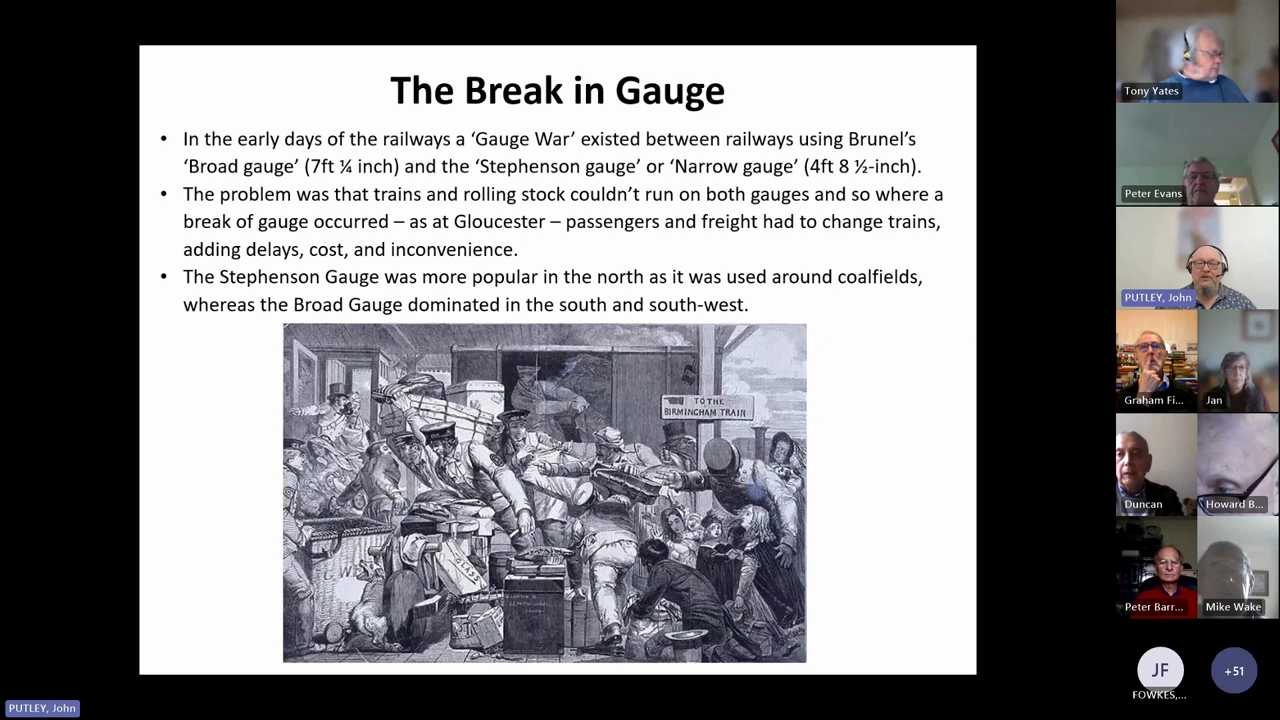 The Break in Gauge
• In the early days of the railways a ‘Gauge War’ existed between railways using Brunel’s
‘Broad gauge’ (7ft ¼ inch) and the ‘Stephenson gauge’ or ‘Narrow gauge’ (4ft 8 ½-inch).
• The problem was that trains and rolling stock couldn’t run on both gauges and so where a
break of gauge occurred – as at Gloucester – passengers and freight had to change trains,
adding delays, cost, and inconvenience.
• The Stephenson Gauge was more popular in the north as it was used around coalfields,
whereas the Broad Gauge dominated in the south and south-west.
TO THE
BIRMINGHAM TRAIN
GLASS
Tony Yates
Peter Evans
PUTLEY, John
Graham Fi...
Jan
Duncan
Howard B...
Peter Barr...
Mike Wake
JF
+51
FOWKES,...
PUTLEY, John